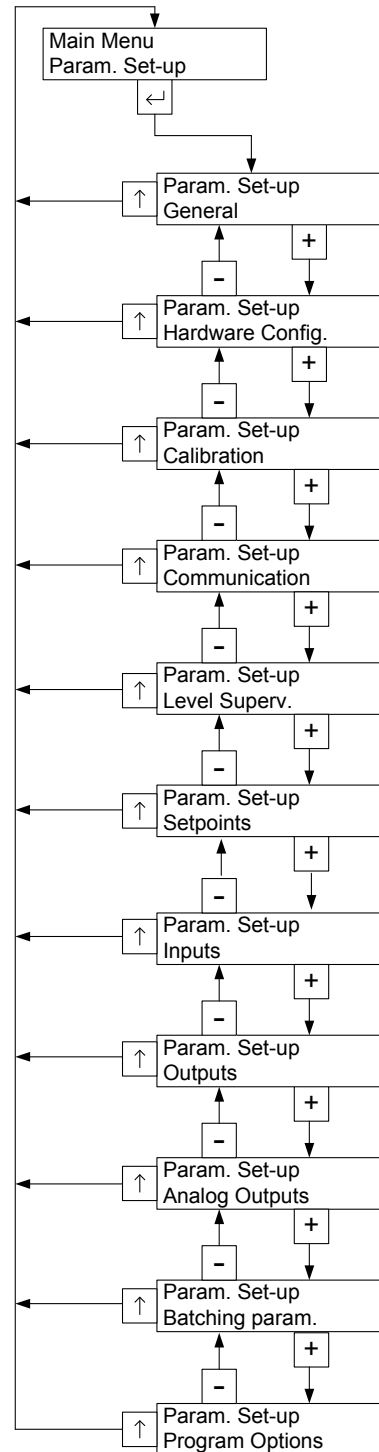 Main Menu
Param. Set-up
↵
Param. Set-up
General
↑
+
-
Param. Set-up
Hardware Config.
↑
+
-
Param. Set-up
Calibration
↑
+
-
Param. Set-up
Communication
↑
+
-
Param. Set-up
Level Superv.
↑
+
-
Param. Set-up
Setpoints
↑
+
-
Param. Set-up
Inputs
↑
+
-
Param. Set-up
Outputs
↑
+
-
Param. Set-up
Analog Outputs
↑
+
-
Param. Set-up
Batching param.
↑
+
-
Param. Set-up
Program Options
↑